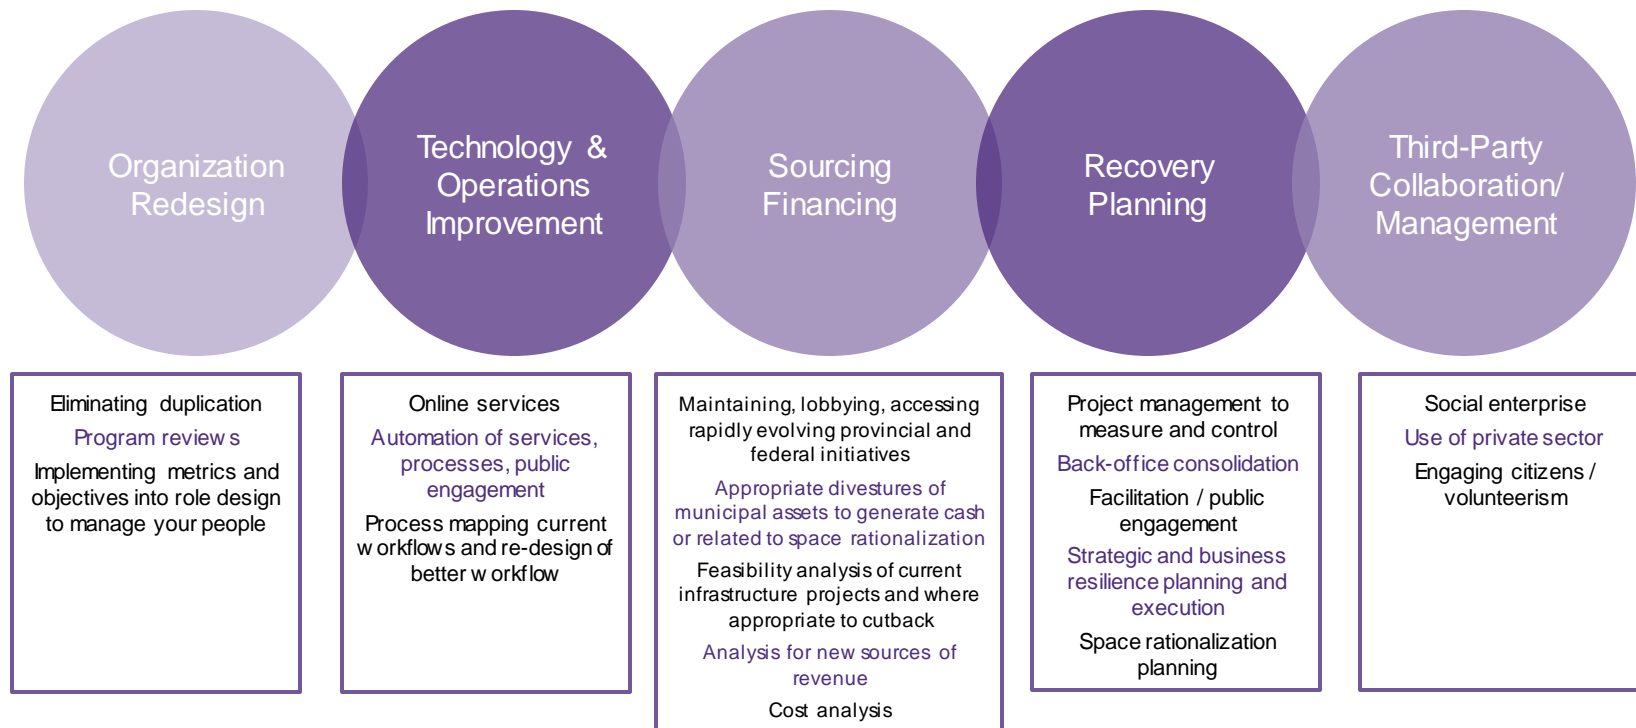 Organization
Redesign
Technology &
Operations
Improvement
Sourcing
Financing
Recovery
Planning
Third-Party
Collaboration/
Management
Eliminating duplication
Program reviews
Implementing metrics and
objectives into role design
to manage your people
Online services
Automation of services,
processes, public
engagement
Process mapping current
workflows and re-design of
better workflow
Maintaining, lobbying, accessing
rapidly evolving provincial and
federal initiatives
Appropriate divestures of
municipal assets to generate cash
or related to space rationalization
Feasibility analysis of current
infrastructure projects and where
appropriate to cutback
Analysis for new sources of
revenue
Cost analysis
Project management to
measure and control
Back-office consolidation
Facilitation / public
engagement
Strategic and business
resilience planning and
execution
Space rationalization
planning
Social enterprise
Use of private sector
Engaging citizens /
volunteerism